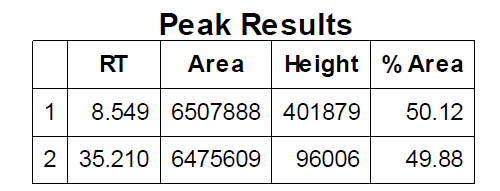 Peak Results
RT Area Height % Area
1 8.549 6507888 401879 50.12
2 35.210 6475609 96006 49.88